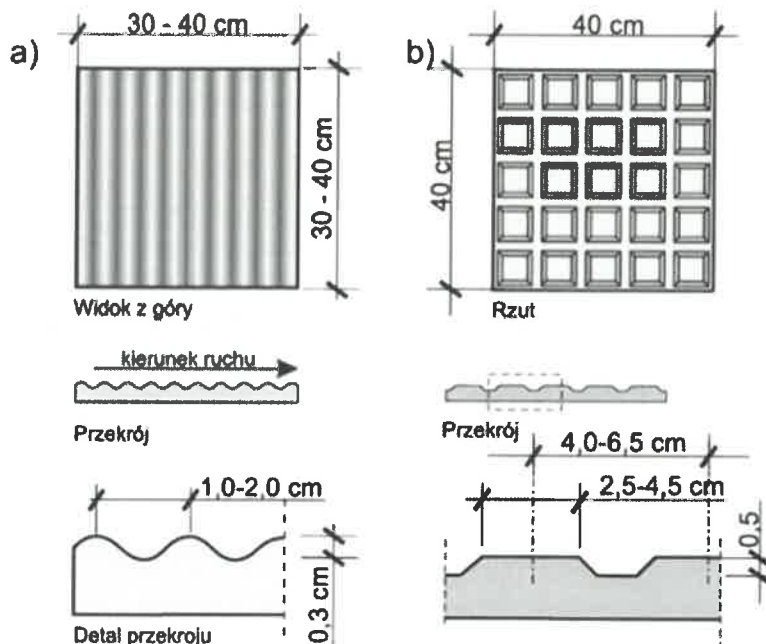 a)
30 - 40 cm
30 - 40 cm
Widok z góry
kierunek ruchu
Przekrój
1,0-2,0 cm
0,3 cm
Detal przekroju
b)
40 cm
40 cm
Rzut
Przekrój
4,0-6,5 cm
2,5-4,5 cm
0,5